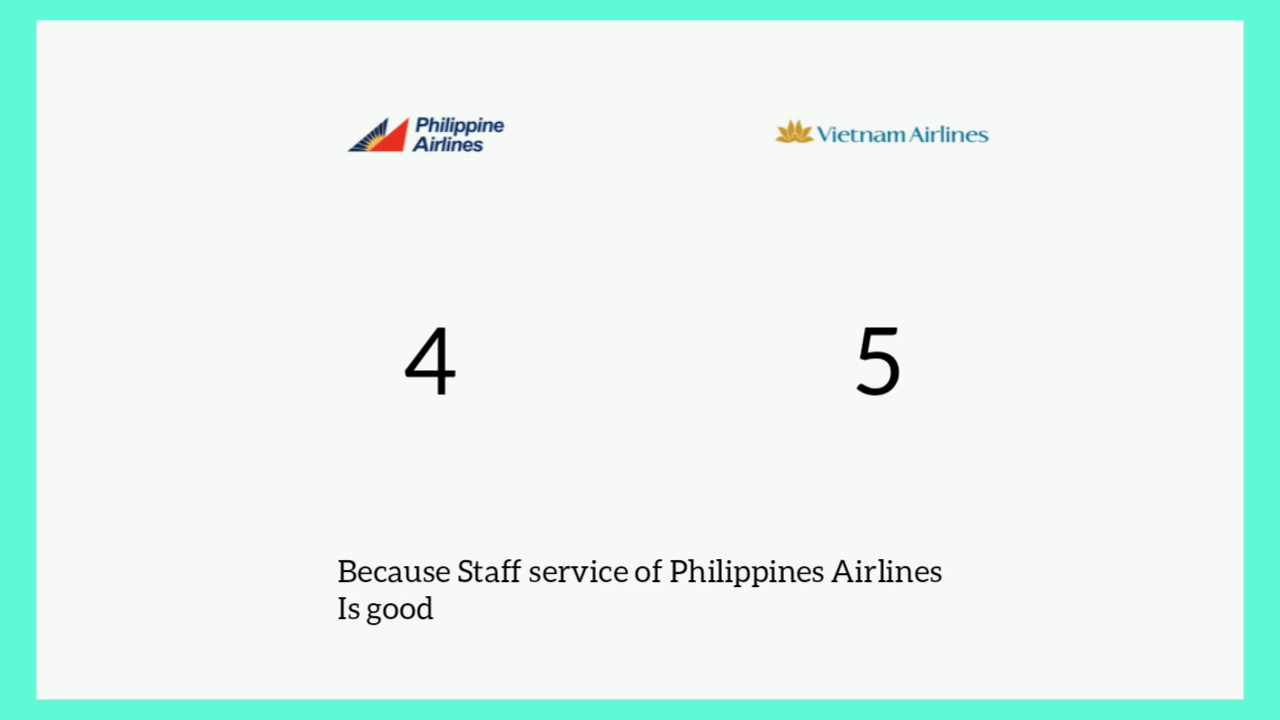 Philippine
Airlines
Vietnam Airlines
4
5
Because Staff service of Philippines Airlines
Is good